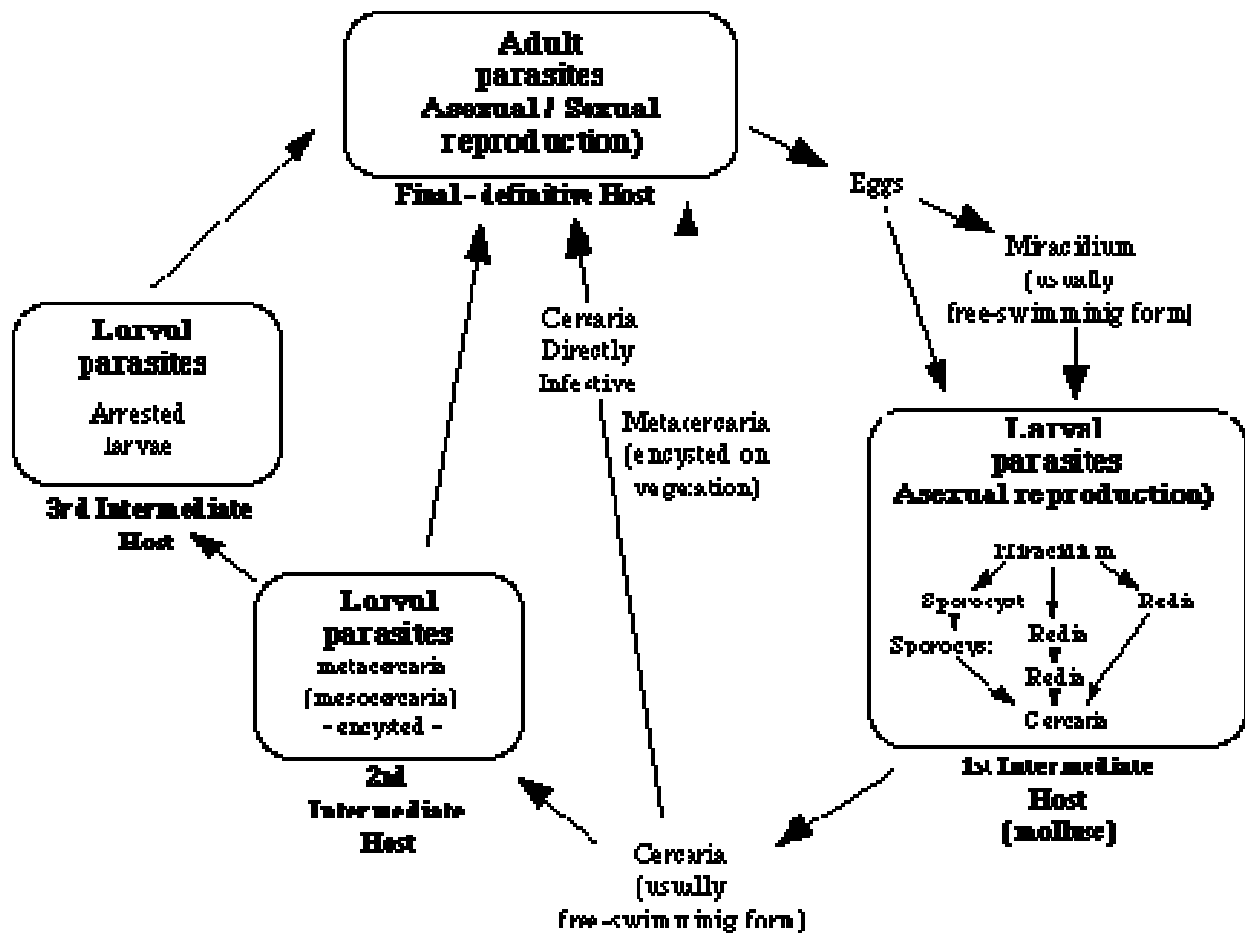 Adult
parasites
Asexual / Sexual
reproduction)
Final - definitive Host
Eggs
Miracidium
(usually
free-swimminig form)
Cercaria
Directly
Infective
Metacercaria
(encysted on
vegetation)
Larval
parasites
Arrested
larvae
3rd Intermediate
Host
Larval
parasites
Asexual reproduction)
Miracidium
Sporocyst
Redia
Sporocyst
Redia
Redia
Cercaria
1st Intermediate
Host
(mollusc)
Larval
parasites
metacercaria
(mesocercaria)
- encysted -
2nd
Intermediate
Host
Cercaria
(usually
free-swimminig form)